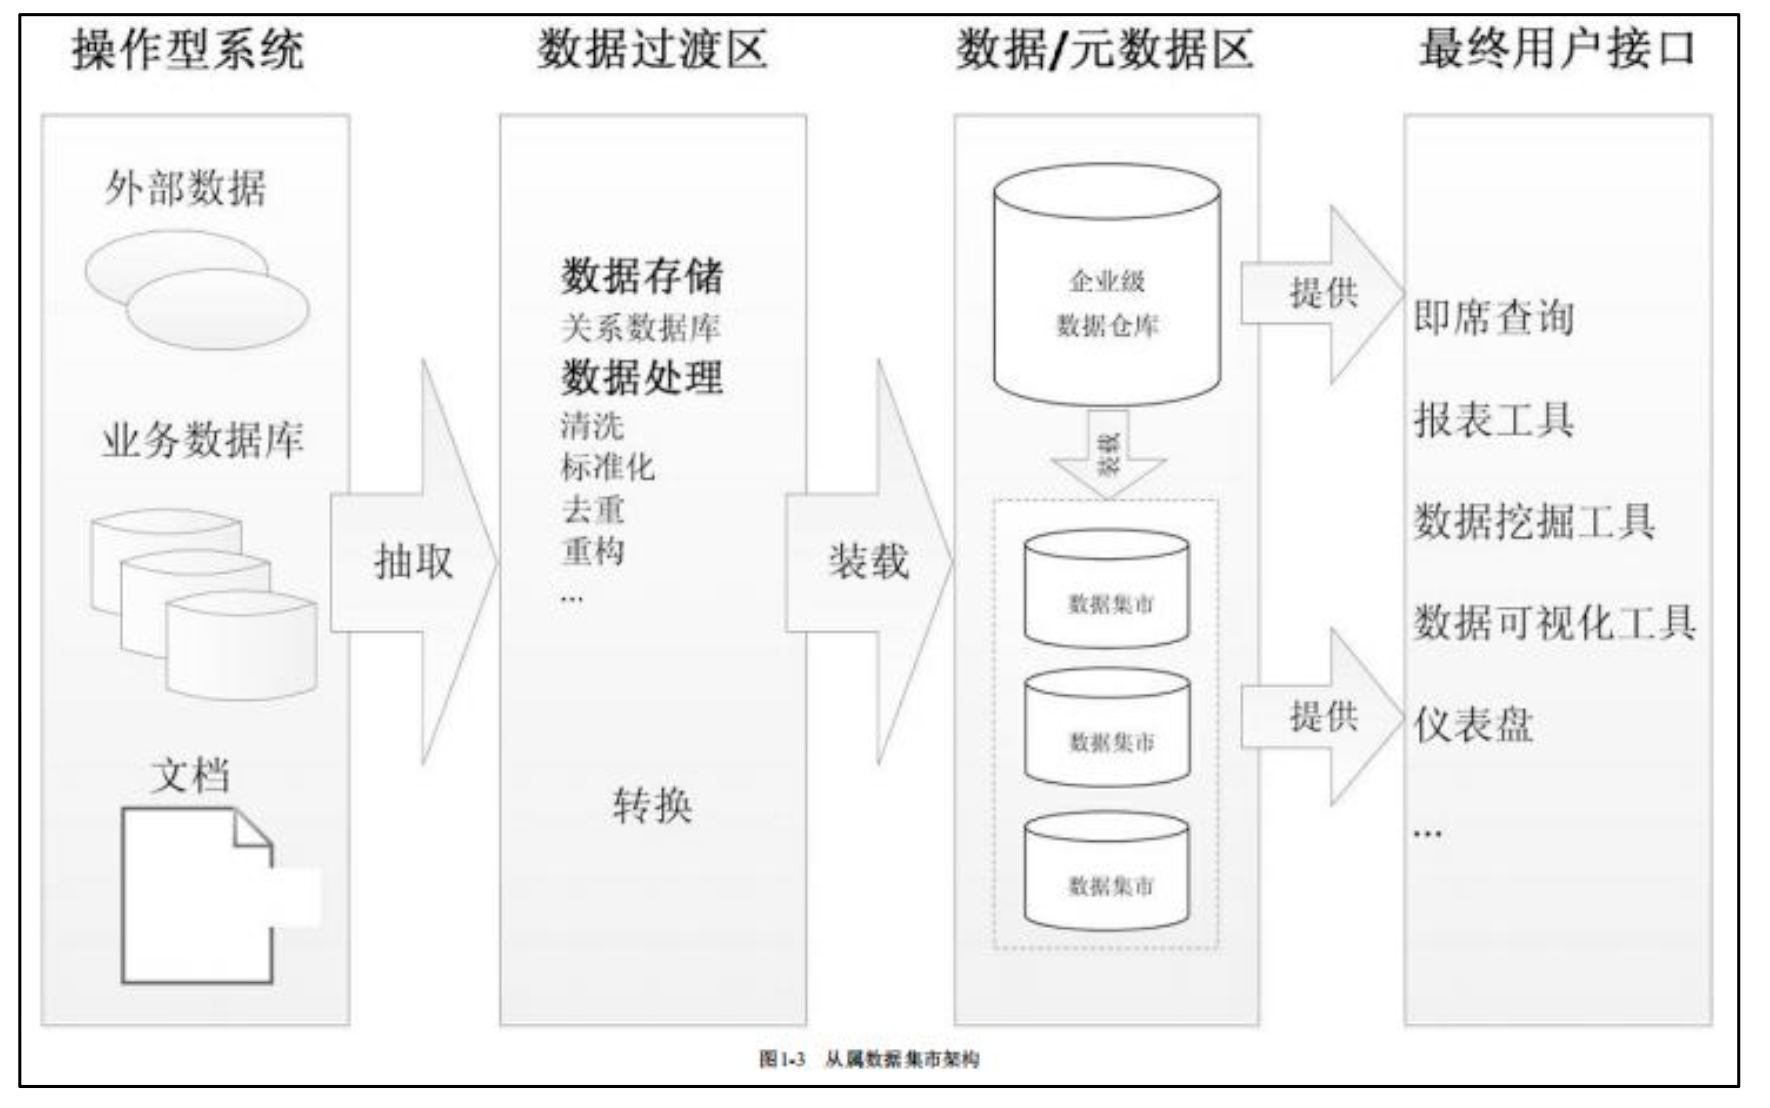 操作型系统
数据过渡区
数据/元数据区
最终用户接口
外部数据
业务数据库
文档
抽取
数据存储
关系数据库
数据处理
清洗
标准化
去重
重构
...
转换
装载
企业级
数据仓库
装载
数据集市
数据集市
数据集市
提供
提供
即席查询
报表工具
数据挖掘工具
数据可视化工具
仪表盘
...
图1-3 从属数据集市架构